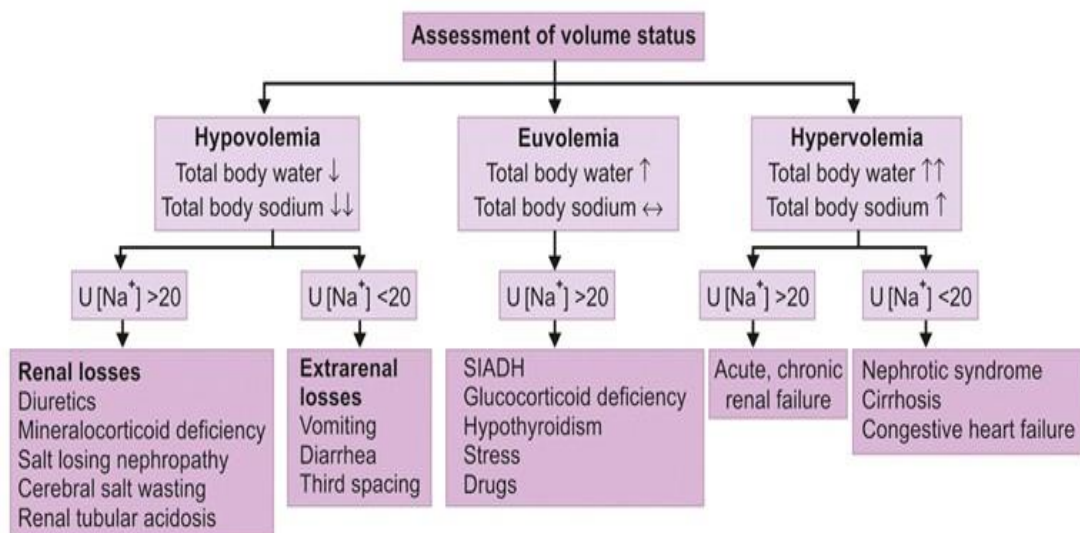 Assessment of volume status
Hypovolemia
Total body water ↓
Total body sodium ↓↓
Euvolemia
Total body water ↑
Total body sodium ↔
Hypervolemia
Total body water ↑↑
Total body sodium ↑
U [Na⁺] >20
U [Na⁺] <20
U [Na⁺] >20
U [Na⁺] >20
U [Na⁺] <20
Renal losses
Diuretics
Mineralocorticoid deficiency
Salt losing nephropathy
Cerebral salt wasting
Renal tubular acidosis
Extrarenal
losses
Vomiting
Diarrhea
Third spacing
SIADH
Glucocorticoid deficiency
Hypothyroidism
Stress
Drugs
Acute, chronic
renal failure
Nephrotic syndrome
Cirrhosis
Congestive heart failure